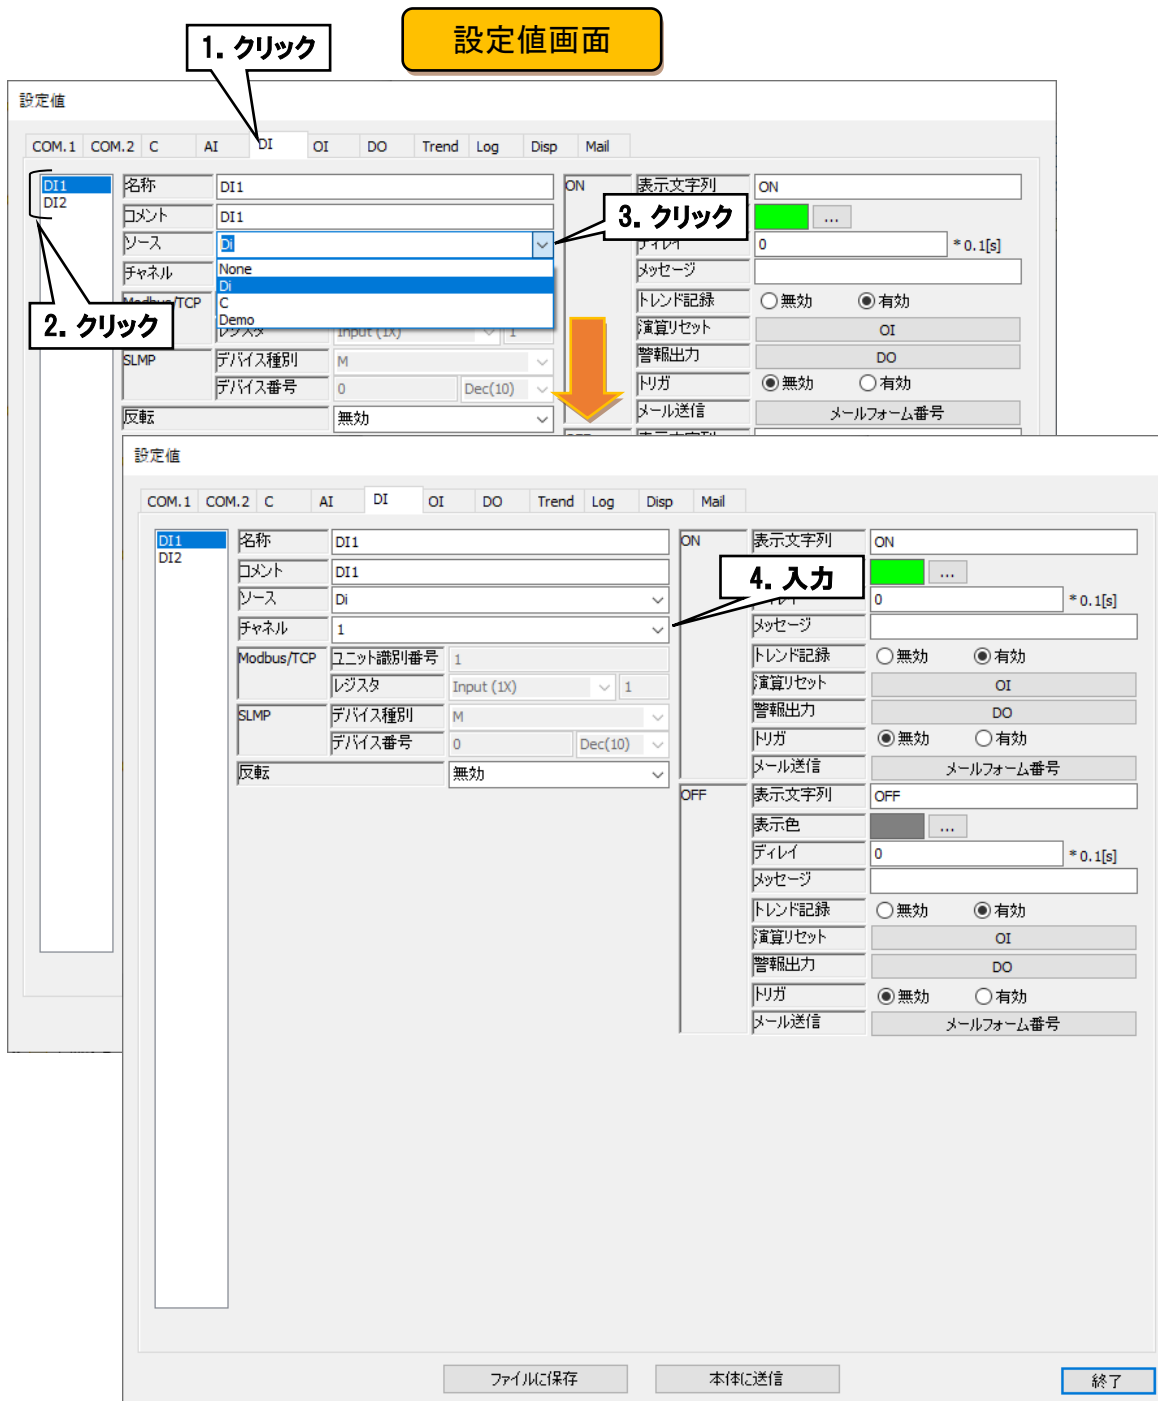 設定値画面
1. クリック
設定値
COM.1 COM.2 C AI DI OI DO Trend Log Disp Mail
DI1
DI2
名称 DI1
コメント DI1
ソース Di
None
Di
C
Demo
チャネル
レジスタ Input (1X) 1
SLMP デバイス種別 M
デバイス番号 0 Dec(10)
反転 無効
2. クリック
3. クリック
ON 表示文字列 ON
...
ディレイ 0 *0.1[s]
メッセージ
トレンド記録 無効 有効
演算リセット OI
警報出力 DO
トリガ 無効 有効
メール送信 メールフォーム番号
設定値
COM.1 COM.2 C AI DI OI DO Trend Log Disp Mail
DI1
DI2
名称 DI1
コメント DI1
ソース Di
チャネル 1
Modbus/TCP ユニット識別番号 1
レジスタ Input (1X) 1
SLMP デバイス種別 M
デバイス番号 0 Dec(10)
反転 無効
4. 入力
ON 表示文字列 ON
...
0 *0.1[s]
メッセージ
トレンド記録 無効 有効
演算リセット OI
警報出力 DO
トリガ 無効 有効
メール送信 メールフォーム番号
OFF 表示文字列 OFF
表示色 ...
ディレイ 0 *0.1[s]
メッセージ
トレンド記録 無効 有効
演算リセット OI
警報出力 DO
トリガ 無効 有効
メール送信 メールフォーム番号
ファイルに保存 本体に送信 終了